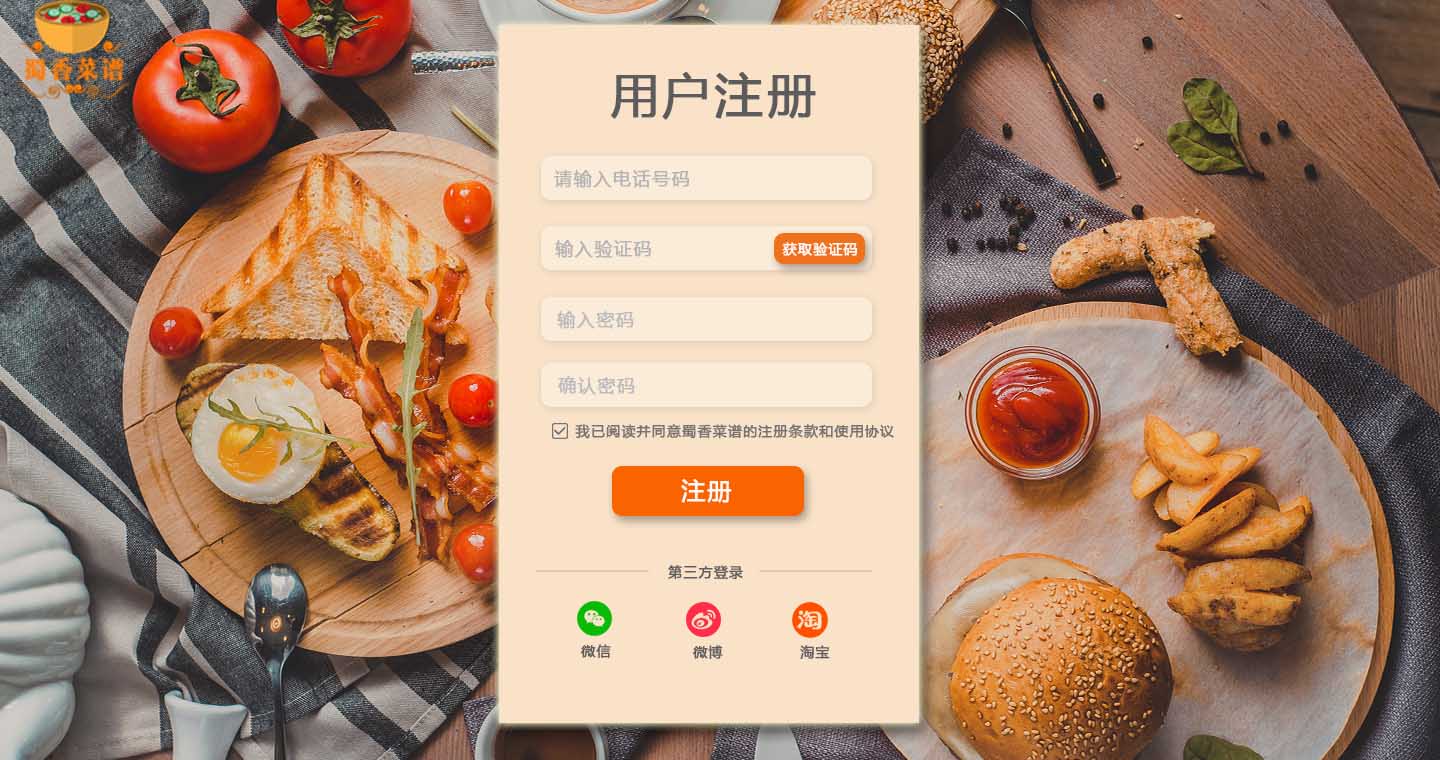 蜀香菜谱
用户注册
请输入电话号码
输入验证码 获取验证码
输入密码
确认密码
我已阅读并同意蜀香菜谱的注册条款和使用协议
注册
第三方登录
淘
微信 微博 淘宝